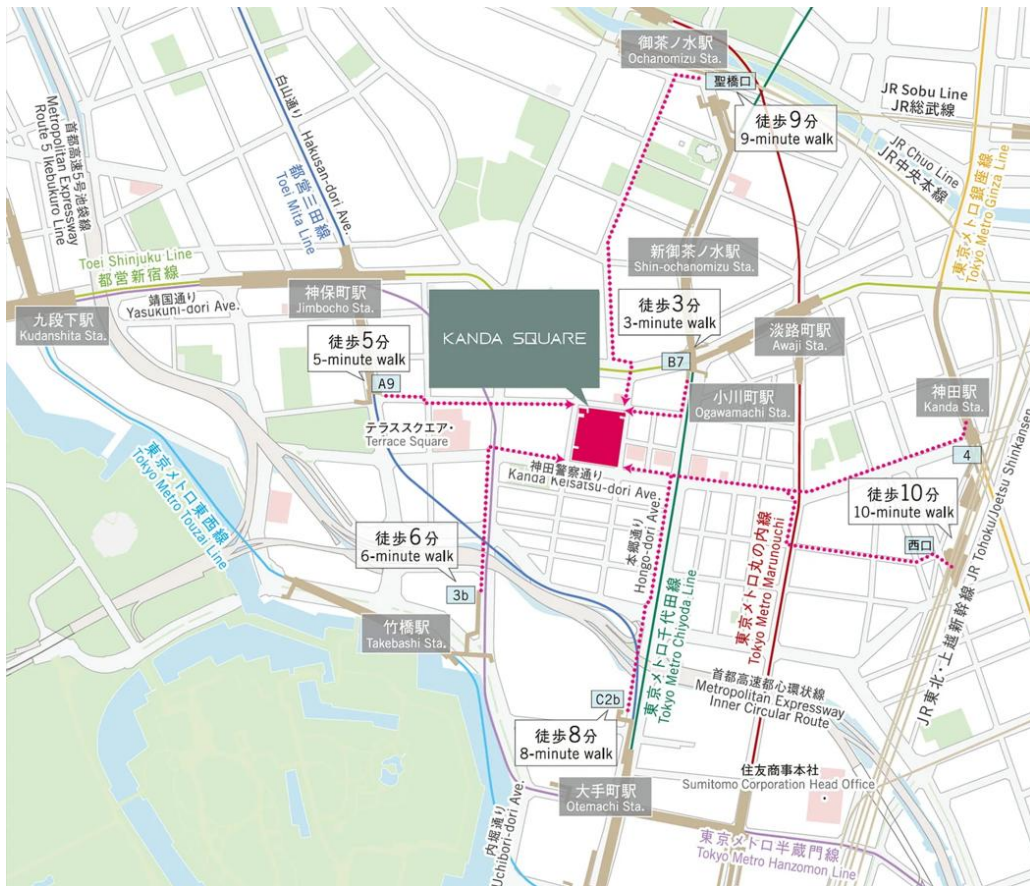 御茶ノ水駅
Ochanomizu Sta.
聖橋口
徒歩9分
9-minute walk
JR Sobu Line
JR総武線
JR Chuo Line
JR中央本線
東京メトロ銀座線
Tokyo Metro Ginza Line
首都高速5号池袋線
Metropolitan Expressway
Route 5 Ikebukuro Line
白山通り Hakusan-dori Ave.
都営三田線
Toei Mita Line
Toei Shinjuku Line
都営新宿線
靖国通り
Yasukuni-dori Ave.
九段下駅
Kudanshita Sta.
神保町駅
Jimbocho Sta.
新御茶ノ水駅
Shin-ochanomizu Sta.
徒歩5分
5-minute walk
A9
KANDA SQUARE
徒歩3分
3-minute walk
B7
淡路町駅
Awaji Sta.
小川町駅
Ogawamachi Sta.
神田駅
Kanda Sta.
4
テラススクエア・
Terrace Square
神田警察通り
Kanda Keisatsu-dori Ave.
徒歩10分
10-minute walk
西口
東京メトロ東西線
Tokyo Metro Touzai Line
徒歩6分
6-minute walk
3b
竹橋駅
Takebashi Sta.
本郷通り
Hongo-dori Ave.
東京メトロ千代田線
Tokyo Metro Chiyoda Line
東京メトロ丸の内線
Tokyo Metro Marunouchi
JR東北・上越新幹線 JR Tohoku/Joetsu Shinkansen
首都高速都心環状線
Metropolitan Expressway
Inner Circular Route
C2b
徒歩8分
8-minute walk
大手町駅
Otemachi Sta.
住友商事本社
Sumitomo Corporation Head Office
内堀通り
Uchibori-dori Ave.
東京メトロ半蔵門線
Tokyo Metro Hanzomon Line